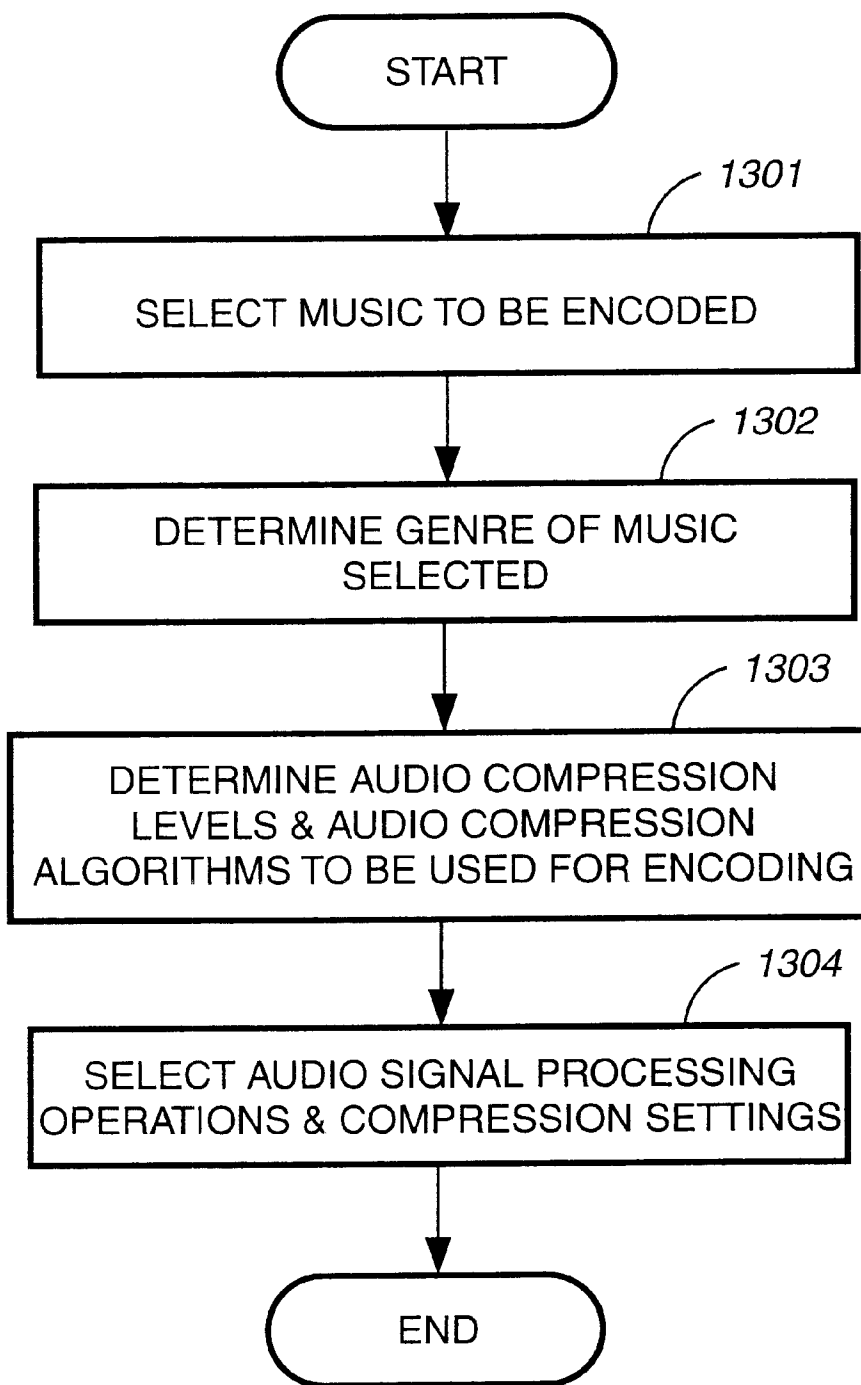 START
1301
SELECT MUSIC TO BE ENCODED
1302
DETERMINE GENRE OF MUSIC
SELECTED
1303
DETERMINE AUDIO COMPRESSION
LEVELS & AUDIO COMPRESSION
ALGORITHMS TO BE USED FOR ENCODING
1304
SELECT AUDIO SIGNAL PROCESSING
OPERATIONS & COMPRESSION SETTINGS
END